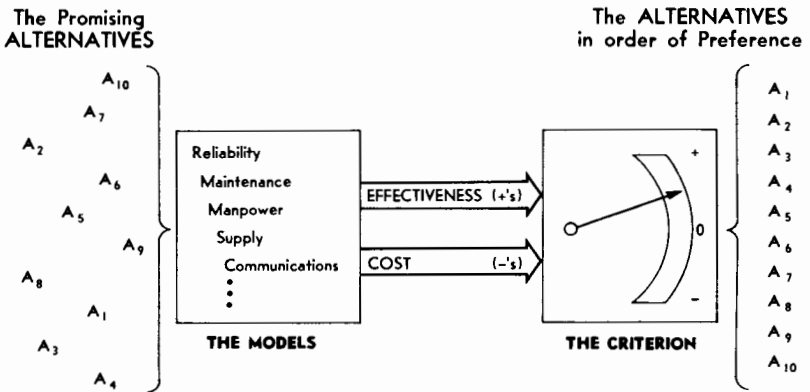 The Promising
ALTERNATIVES
A10
A7
A2
A6
A5
A9
A8
A1
A3
A4
Reliability
Maintenance
Manpower
Supply
Communications
THE MODELS
EFFECTIVENESS (+'s)
COST (-'s)
+
0
-
THE CRITERION
The ALTERNATIVES
in order of Preference
A1
A2
A3
A4
A5
A6
A7
A8
A9
A10